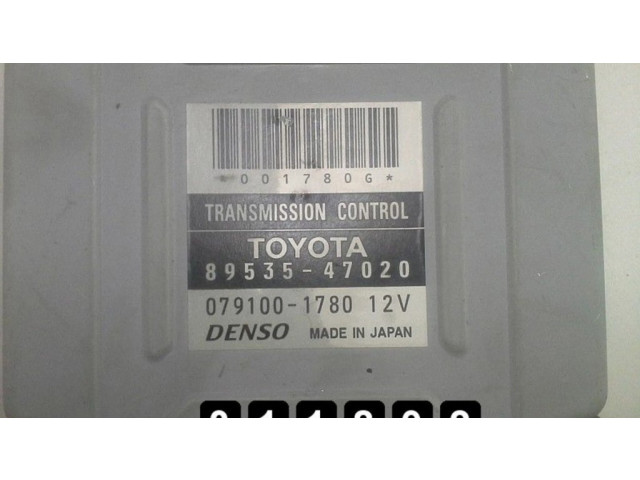 *001780G*
TRANSMISSION CONTROL
TOYOTA
89535-47020
079100-1780 12V
DENSO MADE IN JAPAN